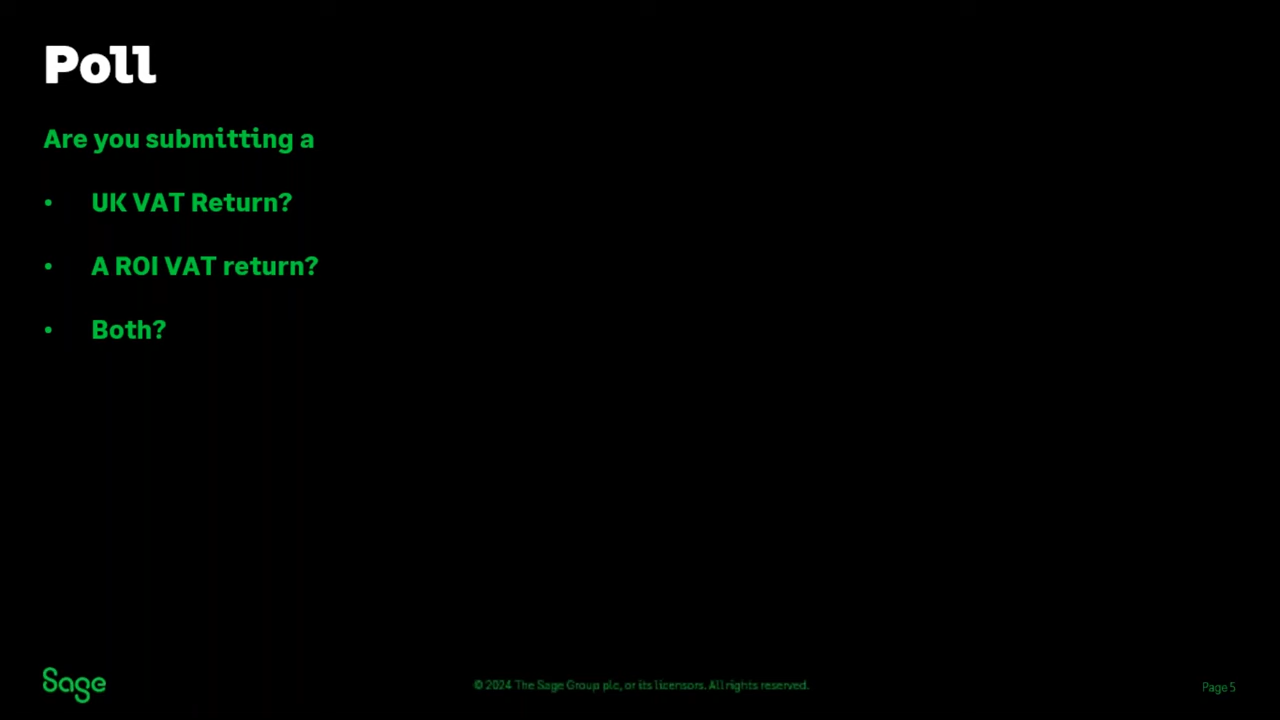 Poll
Are you submitting a
• UK VAT Return?
• A ROI VAT return?
• Both?
Sage
© 2024 The Sage Group plc, or its licensors. All rights reserved.
Page 5